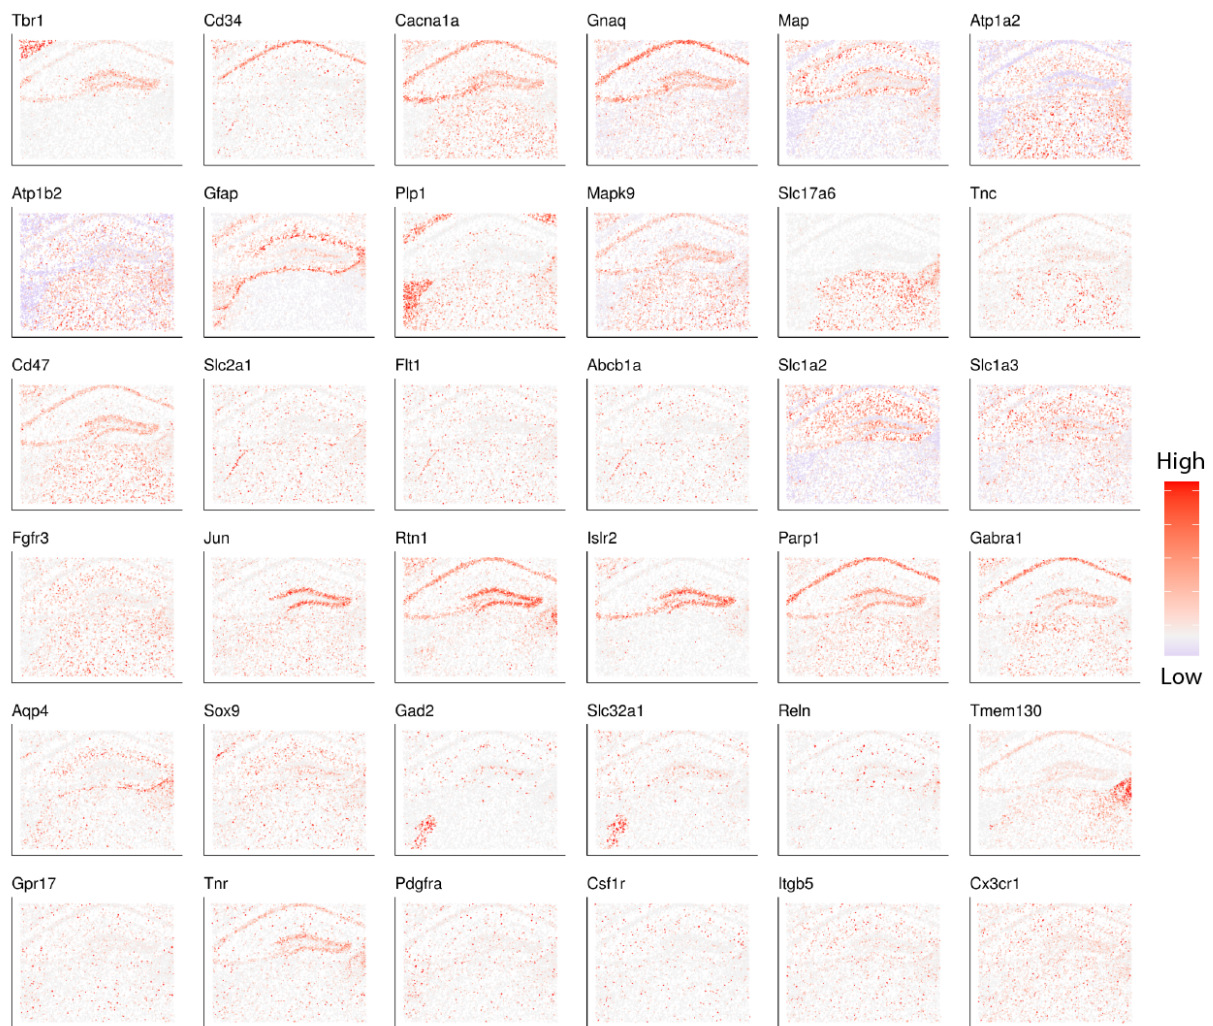 Tbr1 Cd34 Cacna1a Gnaq Map Atp1a2
Atp1b2 Gfap Plp1 Mapk9 Slc17a6 Tnc
Cd47 Slc2a1 Flt1 Abcb1a Slc1a2 Slc1a3
High
Fgfr3 Jun Rtn1 Islr2 Parp1 Gabra1
Low
Aqp4 Sox9 Gad2 Slc32a1 Reln Tmem130
Gpr17 Tnr Pdgfra Csf1r Itgb5 Cx3cr1